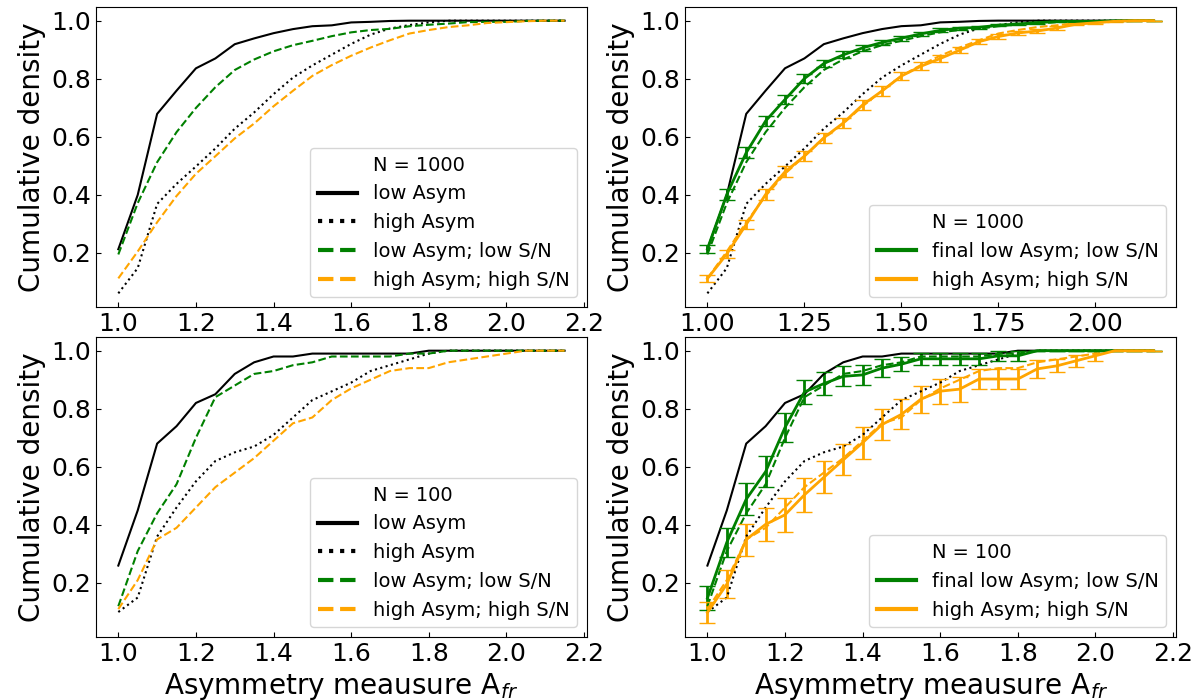 Cumulative density
1.0
0.8
0.6
0.4
0.2
N = 1000
low Asym
high Asym
low Asym; low S/N
high Asym; high S/N
1.0 1.2 1.4 1.6 1.8 2.0 2.2
Cumulative density
1.0
0.8
0.6
0.4
0.2
N = 1000
final low Asym; low S/N
high Asym; high S/N
1.00 1.25 1.50 1.75 2.00
Cumulative density
1.0
0.8
0.6
0.4
0.2
N = 100
low Asym
high Asym
low Asym; low S/N
high Asym; high S/N
1.0 1.2 1.4 1.6 1.8 2.0 2.2
Asymmetry meausure A_fr
Cumulative density
1.0
0.8
0.6
0.4
0.2
N = 100
final low Asym; low S/N
high Asym; high S/N
1.0 1.2 1.4 1.6 1.8 2.0 2.2
Asymmetry meausure A_fr